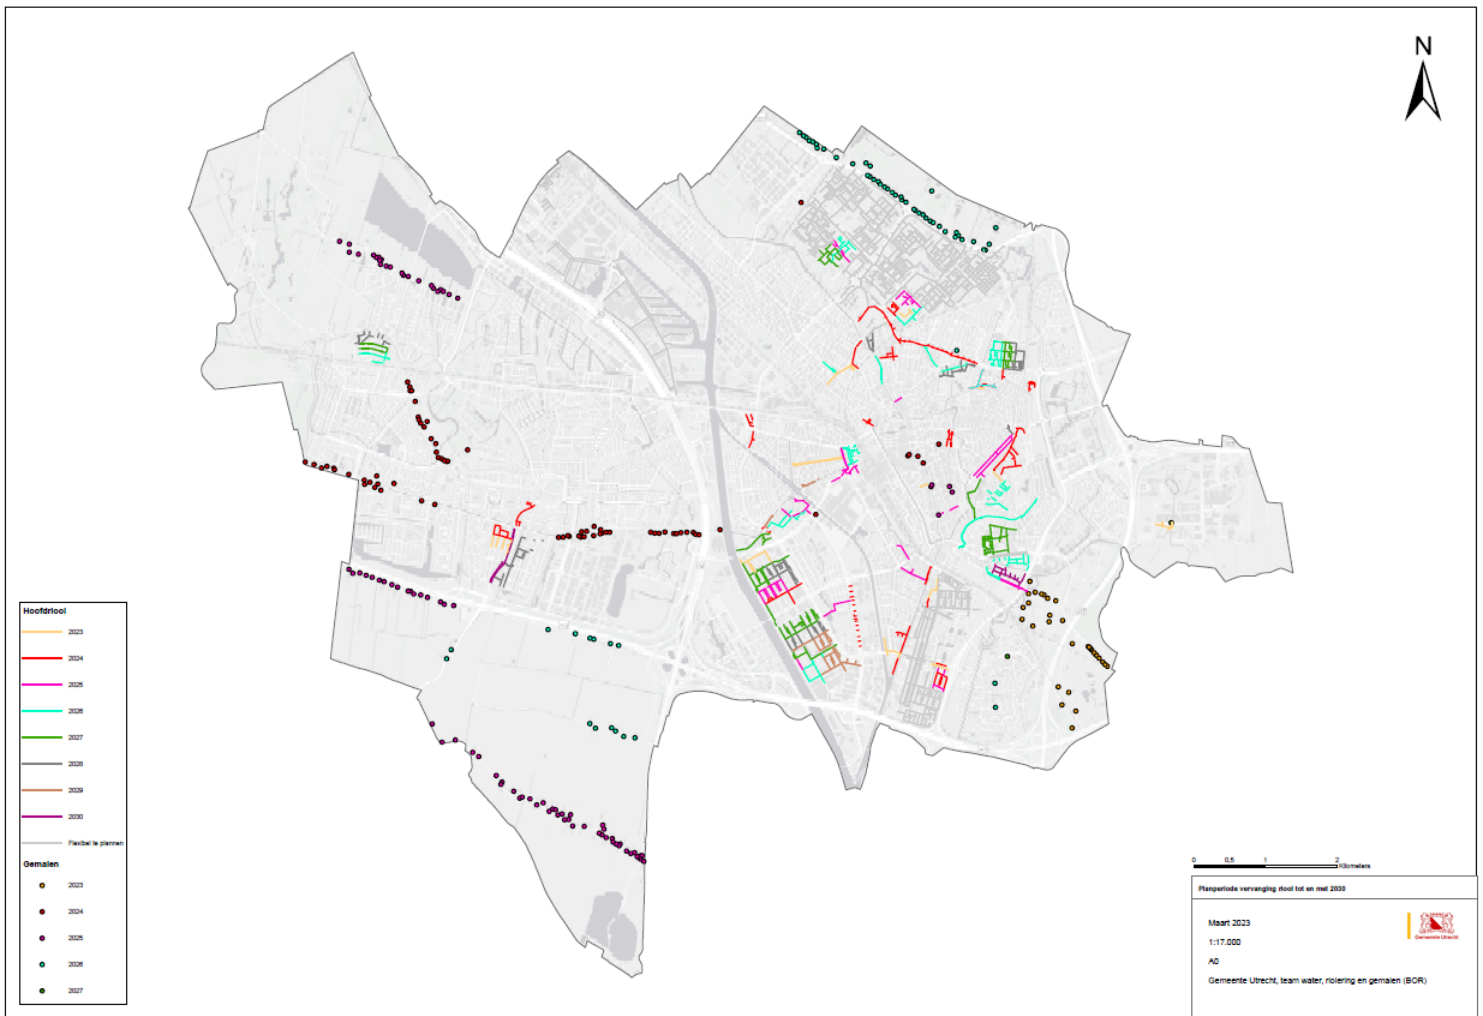 N
Hoofdriool
2023
2024
2025
2026
2027
2028
2029
2030
Flexibel te plannen
Gemalen
2023
2024
2025
2026
2027
0 0,5 1 2
Kilometers
Planperiode vervanging riool tot en met 2030
Maart 2023
1:17.000
A0
Gemeente Utrecht, team water, riolering en gemalen (BOR)
Gemeente Utrecht